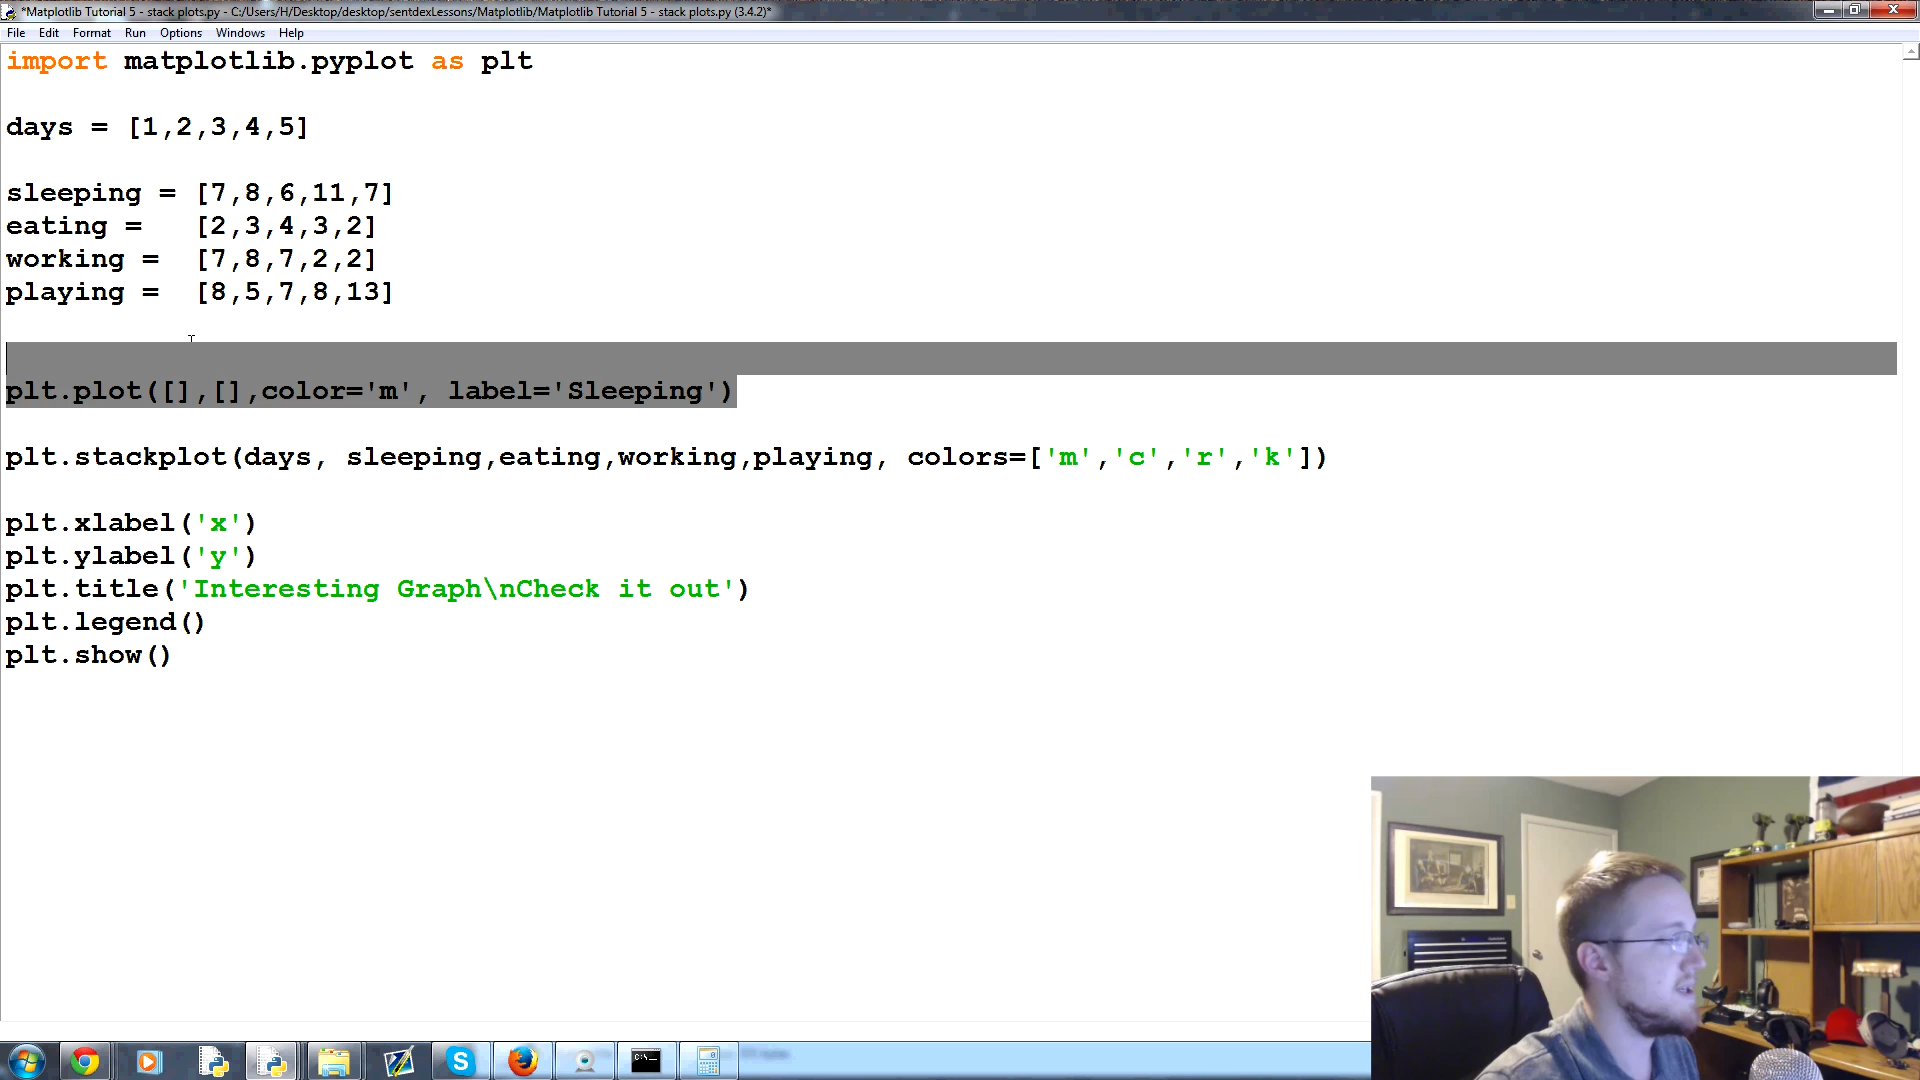 *Matplotlib Tutorial 5 - stack plots.py - C:/Users/H/Desktop/desktop/sentdexLessons/Matplotlib/Matplotlib Tutorial 5 - stack plots.py (3.4.2)*
File Edit Format Run Options Windows Help
import matplotlib.pyplot as plt
days = [1,2,3,4,5]
sleeping = [7,8,6,11,7]
eating =   [2,3,4,3,2]
working =  [7,8,7,2,2]
playing =  [8,5,7,8,13]
plt.plot([],[],color='m', label='Sleeping')
plt.stackplot(days, sleeping,eating,working,playing, colors=['m','c','r','k'])
plt.xlabel('x')
plt.ylabel('y')
plt.title('Interesting Graph\nCheck it out')
plt.legend()
plt.show()